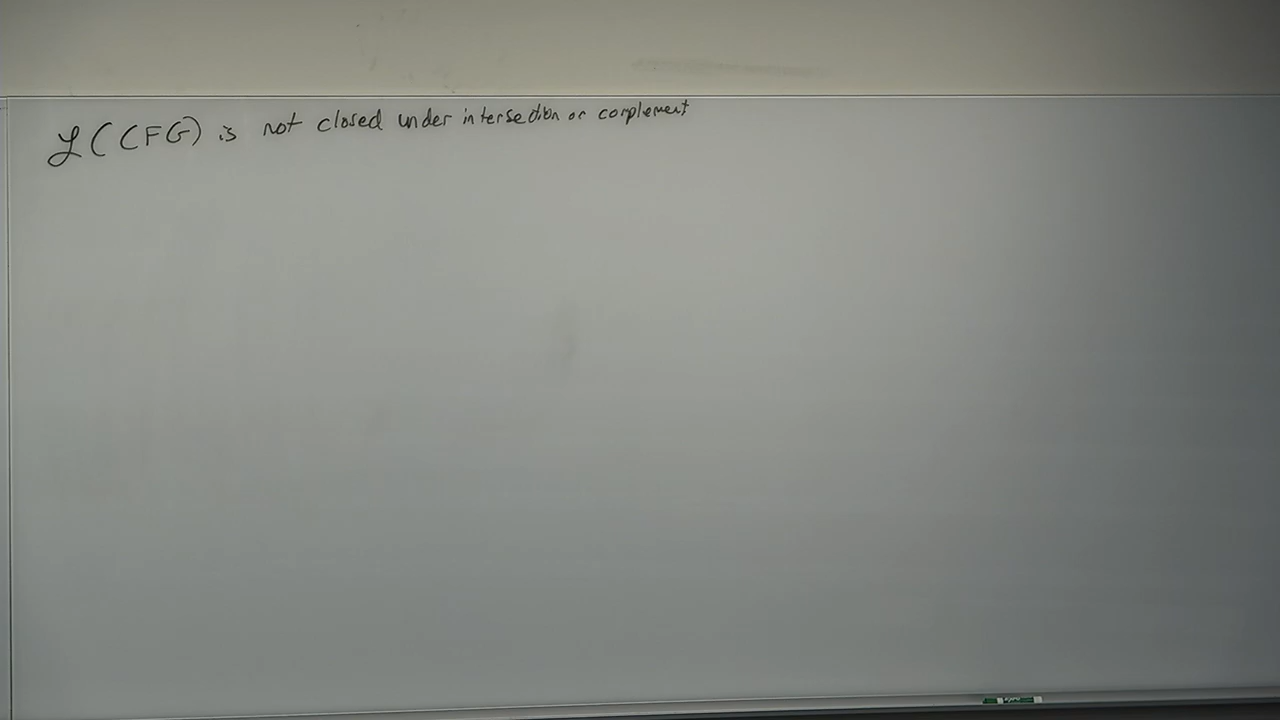 ℒ(CFG) is not closed under intersection or complement